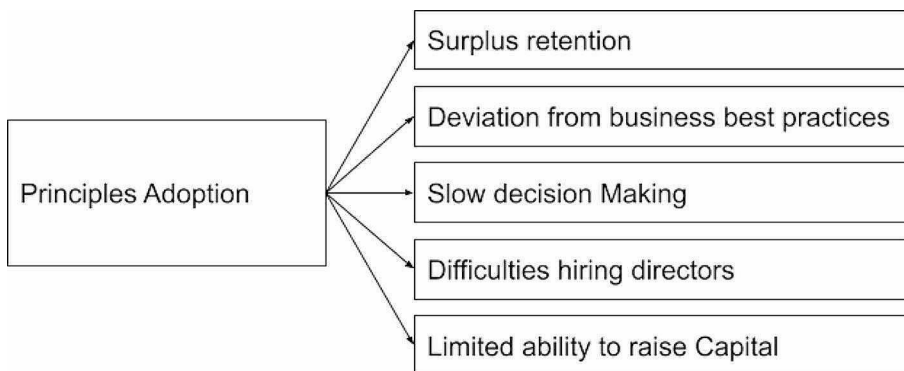 Principles Adoption
Surplus retention
Deviation from business best practices
Slow decision Making
Difficulties hiring directors
Limited ability to raise Capital